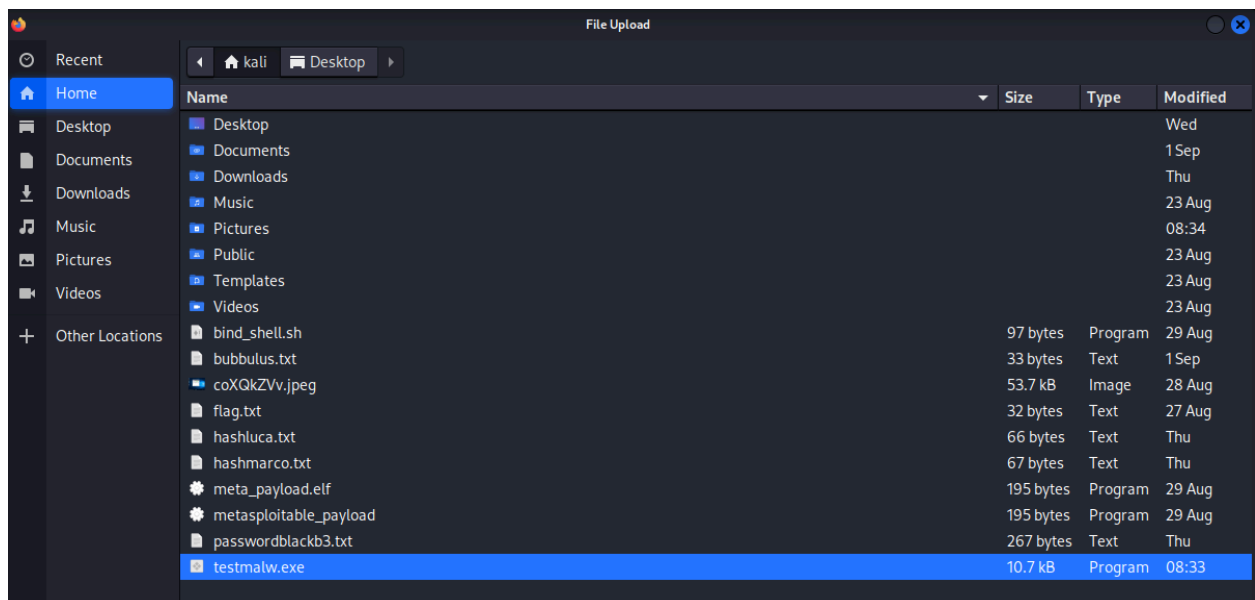 File Upload
Recent
Home
Desktop
Documents
Downloads
Music
Pictures
Videos
Other Locations
kali Desktop
Name Size Type Modified
Desktop Wed
Documents 1 Sep
Downloads Thu
Music 23 Aug
Pictures 08:34
Public 23 Aug
Templates 23 Aug
Videos 23 Aug
bind_shell.sh 97 bytes Program 29 Aug
bubbulus.txt 33 bytes Text 1 Sep
coXQkZVv.jpeg 53.7 kB Image 28 Aug
flag.txt 32 bytes Text 27 Aug
hashluca.txt 66 bytes Text Thu
hashmarco.txt 67 bytes Text Thu
meta_payload.elf 195 bytes Program 29 Aug
metasploitable_payload 195 bytes Program 29 Aug
passwordblackb3.txt 267 bytes Text Thu
testmalw.exe 10.7 kB Program 08:33